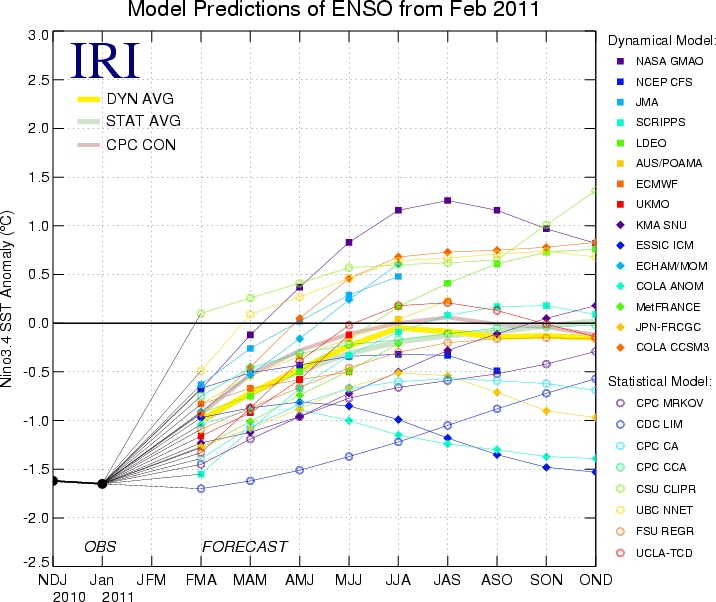 Model Predictions of ENSO from Feb 2011
IRI
DYN AVG
STAT AVG
CPC CON
Nino3.4 SST Anomaly (ºC)
3.0
2.5
2.0
1.5
1.0
0.5
0.0
-0.5
-1.0
-1.5
-2.0
-2.5
OBS
FORECAST
NDJ Jan JFM FMA MAM AMJ MJJ JJA JAS ASO SON OND
2010 2011
Dynamical Model:
NASA GMAO
NCEP CFS
JMA
SCRIPPS
LDEO
AUS/POAMA
ECMWF
UKMO
KMA SNU
ESSIC ICM
ECHAM/MOM
COLA ANOM
MetFRANCE
JPN-FRCGC
COLA CCSM3
Statistical Model:
CPC MRKOV
CDC LIM
CPC CA
CPC CCA
CSU CLIPR
UBC NNET
FSU REGR
UCLA-TCD